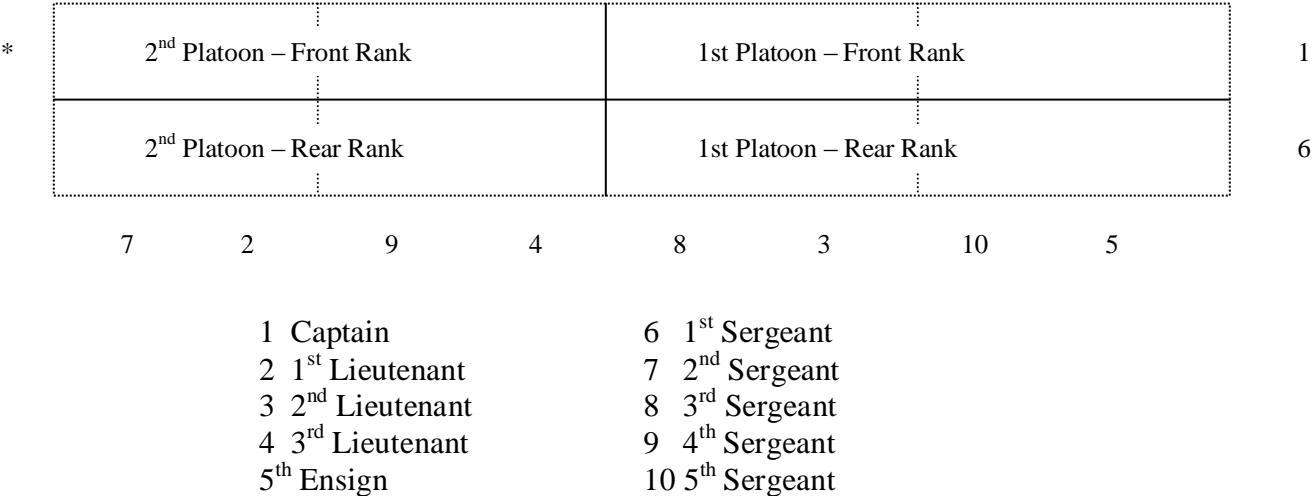 * 2nd Platoon – Front Rank 1st Platoon – Front Rank 1
2nd Platoon – Rear Rank 1st Platoon – Rear Rank 6
7 2 9 4 8 3 10 5
1 Captain 6 1st Sergeant
2 1st Lieutenant 7 2nd Sergeant
3 2nd Lieutenant 8 3rd Sergeant
4 3rd Lieutenant 9 4th Sergeant
5th Ensign 10 5th Sergeant